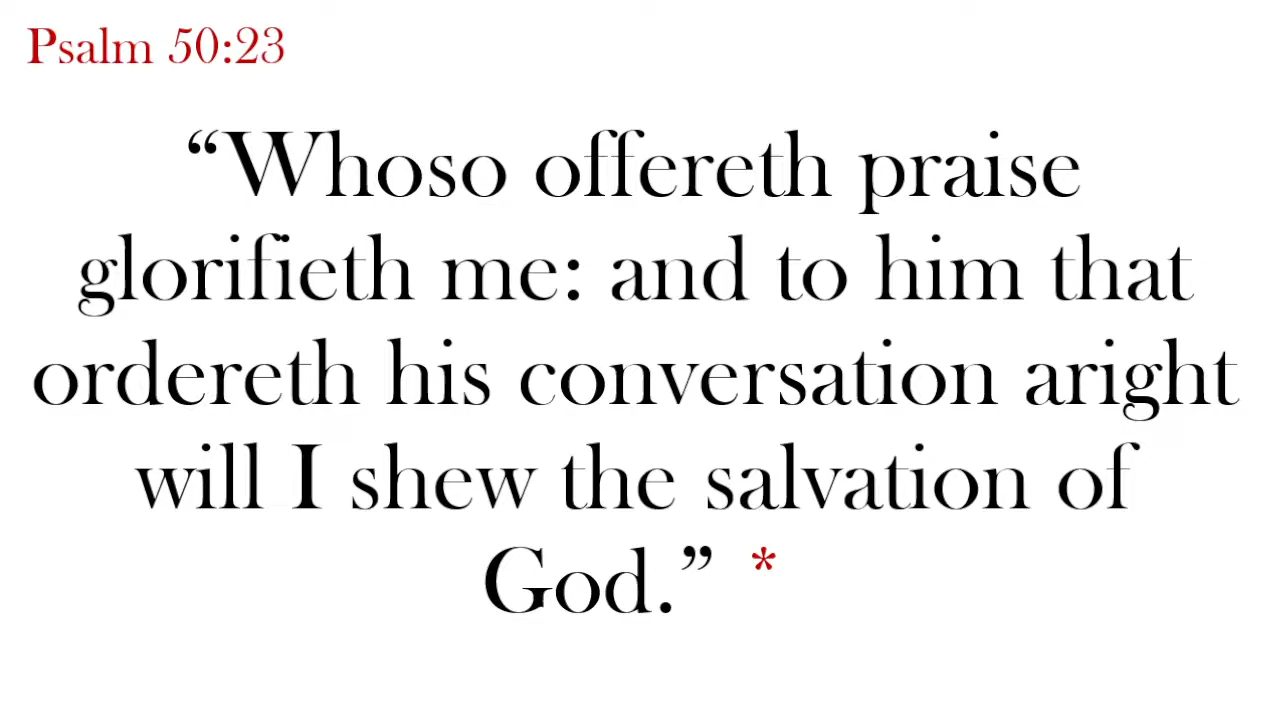 Psalm 50:23
“Whoso offereth praise
glorifieth me: and to him that
ordereth his conversation aright
will I shew the salvation of
God.” *